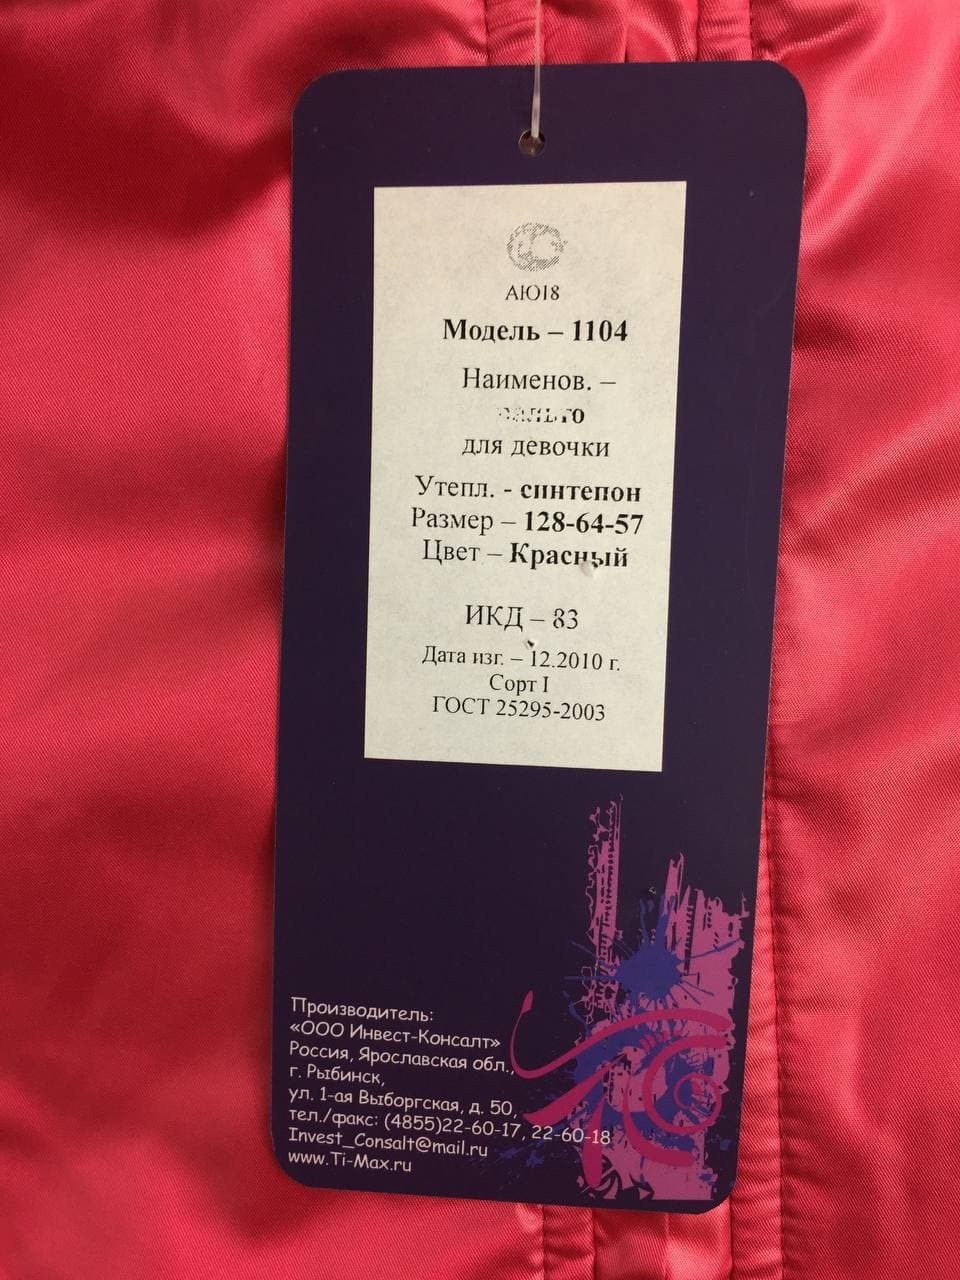 АЮ18
Модель – 1104
Наименов. –
пальто
для девочки
Утепл. - синтепон
Размер – 128-64-57
Цвет – Красный
ИКД – 83
Дата изг. – 12.2010 г.
Сорт I
ГОСТ 25295-2003
Производитель:
«ООО Инвест-Консалт»
Россия, Ярославская обл.,
г. Рыбинск,
ул. 1-ая Выборгская, д. 50,
тел./факс: (4855)22-60-17, 22-60-18
Invest_Consalt@mail.ru
www.Ti-Max.ru